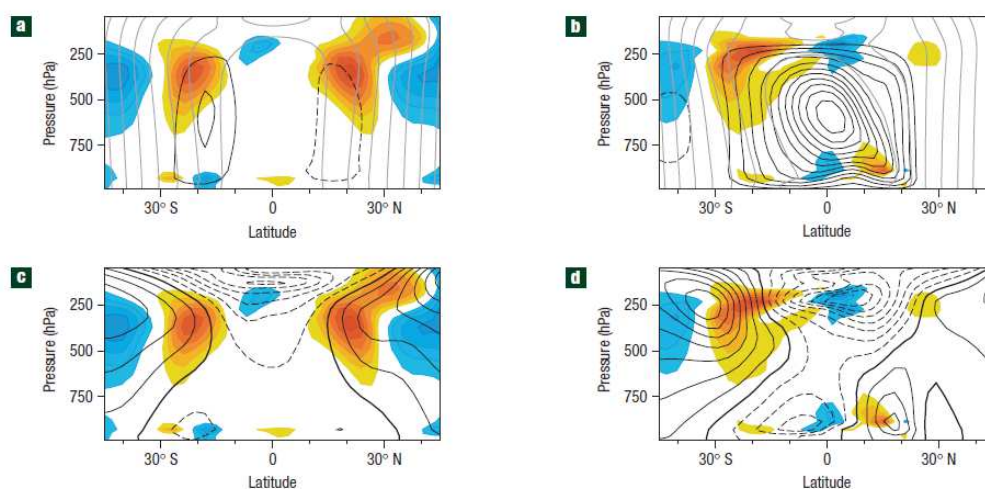 a
250
500
750
Pressure (hPa)
30° S
0
30° N
Latitude
b
250
500
750
Pressure (hPa)
30° S
0
30° N
Latitude
c
250
500
750
Pressure (hPa)
30° S
0
30° N
Latitude
d
250
500
750
Pressure (hPa)
30° S
0
30° N
Latitude